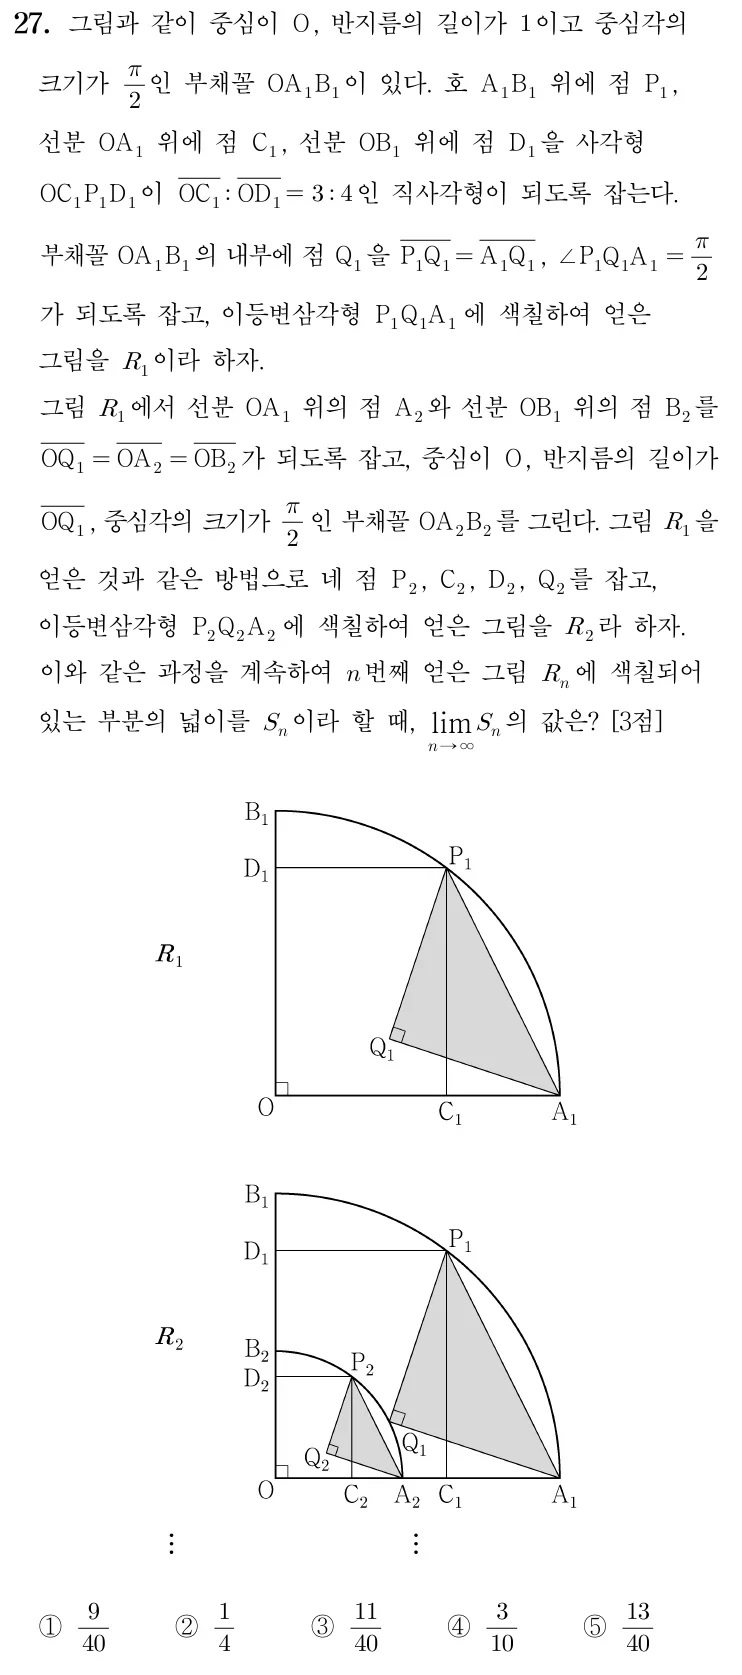 27. 그림과 같이 중심이 O, 반지름의 길이가 1이고 중심각의
크기가 π/2인 부채꼴 OA₁B₁이 있다. 호 A₁B₁ 위에 점 P₁,
선분 OA₁ 위에 점 C₁, 선분 OB₁ 위에 점 D₁을 사각형
OC₁P₁D₁이 OC₁ : OD₁ = 3 : 4인 직사각형이 되도록 잡는다.
부채꼴 OA₁B₁의 내부에 점 Q₁을 P₁Q₁ = A₁Q₁, ∠P₁Q₁A₁ = π/2
가 되도록 잡고, 이등변삼각형 P₁Q₁A₁에 색칠하여 얻은
그림을 R₁이라 하자.
그림 R₁에서 선분 OA₁ 위의 점 A₂와 선분 OB₁ 위의 점 B₂를
OQ₁ = OA₂ = OB₂가 되도록 잡고, 중심이 O, 반지름의 길이가
OQ₁, 중심각의 크기가 π/2인 부채꼴 OA₂B₂를 그린다. 그림 R₁을
얻은 것과 같은 방법으로 네 점 P₂, C₂, D₂, Q₂를 잡고,
이등변삼각형 P₂Q₂A₂에 색칠하여 얻은 그림을 R₂라 하자.
이와 같은 과정을 계속하여 n번째 얻은 그림 Rₙ에 색칠되어
있는 부분의 넓이를 Sₙ이라 할 때, lim n→∞ Sₙ의 값은? [3점]
B₁
P₁
D₁
R₁
Q₁
O
C₁
A₁
B₁
P₁
D₁
R₂
B₂
P₂
D₂
Q₁
Q₂
O
C₂
A₂
C₁
A₁
⋮ ⋮
① 9/40 ② 1/4 ③ 11/40 ④ 3/10 ⑤ 13/40